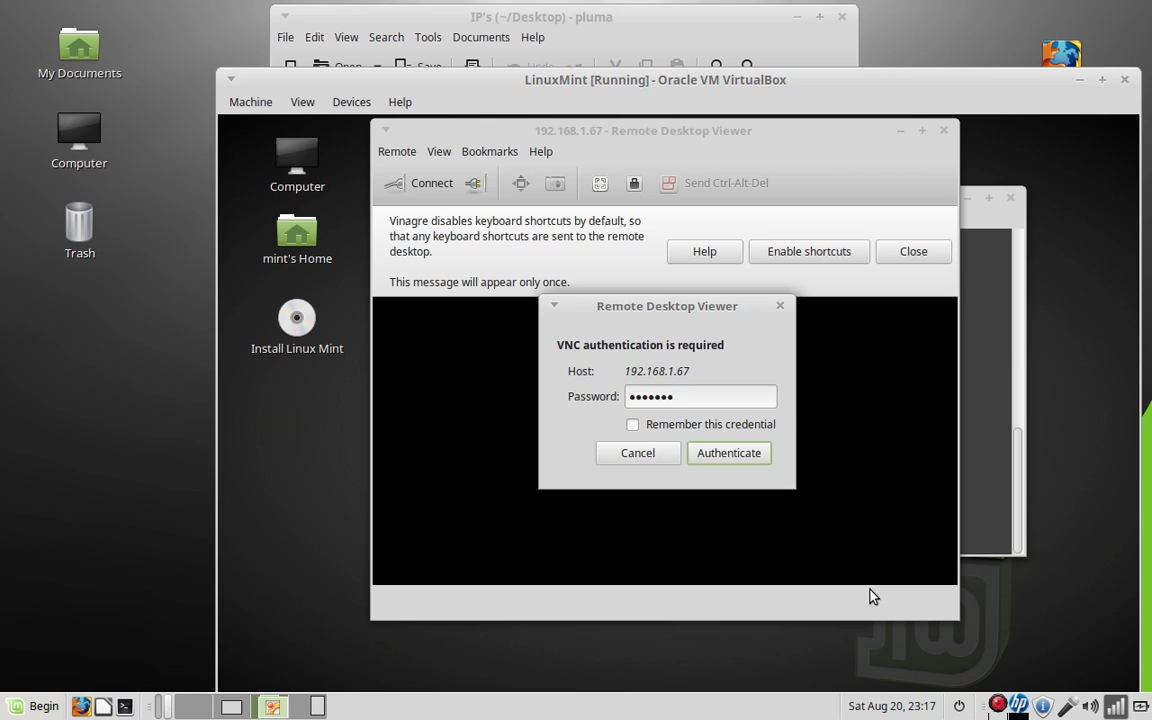 IP's (~/Desktop) - pluma
File Edit View Search Tools Documents Help
Open Save Undo
My Documents
Computer
Trash
LinuxMint [Running] - Oracle VM VirtualBox
Machine View Devices Help
Computer
mint's Home
Install Linux Mint
192.168.1.67 - Remote Desktop Viewer
Remote View Bookmarks Help
Connect Send Ctrl-Alt-Del
Vinagre disables keyboard shortcuts by default, so
that any keyboard shortcuts are sent to the remote
desktop.
Help Enable shortcuts Close
This message will appear only once.
Remote Desktop Viewer
VNC authentication is required
Host: 192.168.1.67
Password: •••••••
Remember this credential
Cancel Authenticate
Begin
Sat Aug 20, 23:17
hp